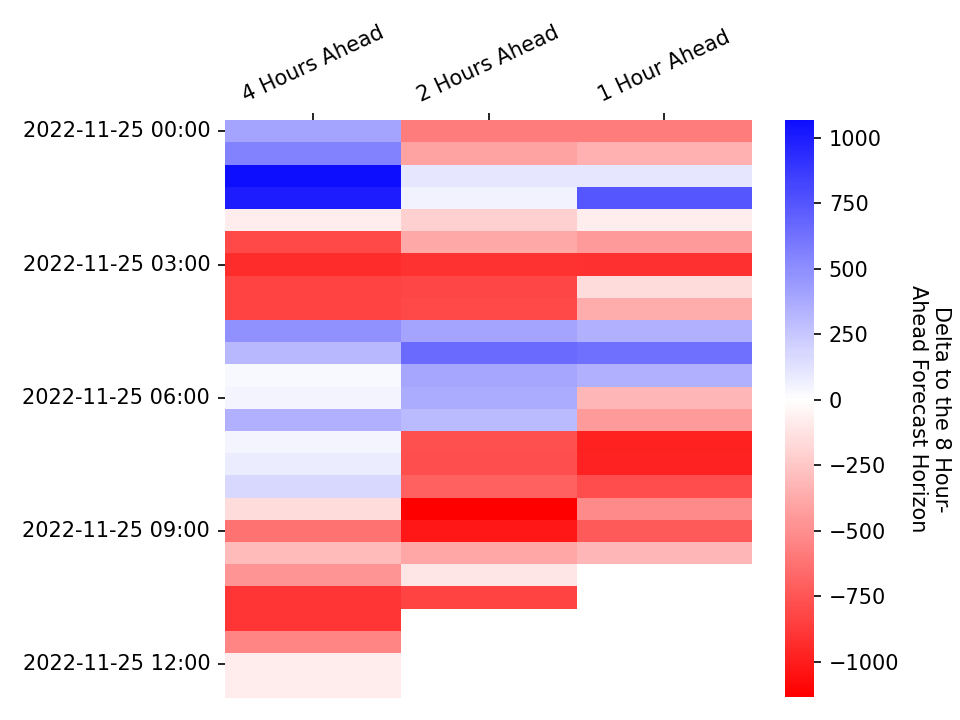 4 Hours Ahead
2 Hours Ahead
1 Hour Ahead
2022-11-25 00:00
2022-11-25 03:00
2022-11-25 06:00
2022-11-25 09:00
2022-11-25 12:00
1000
750
500
250
0
−250
−500
−750
−1000
Delta to the 8 Hour-
Ahead Forecast Horizon